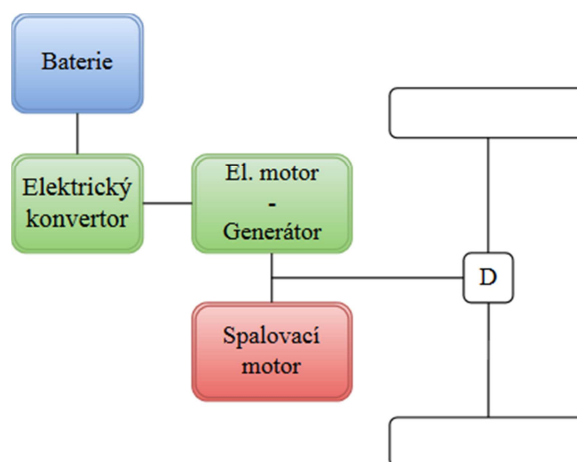 Baterie
Elektrický
konvertor
El. motor
-
Generátor
D
Spalovací
motor